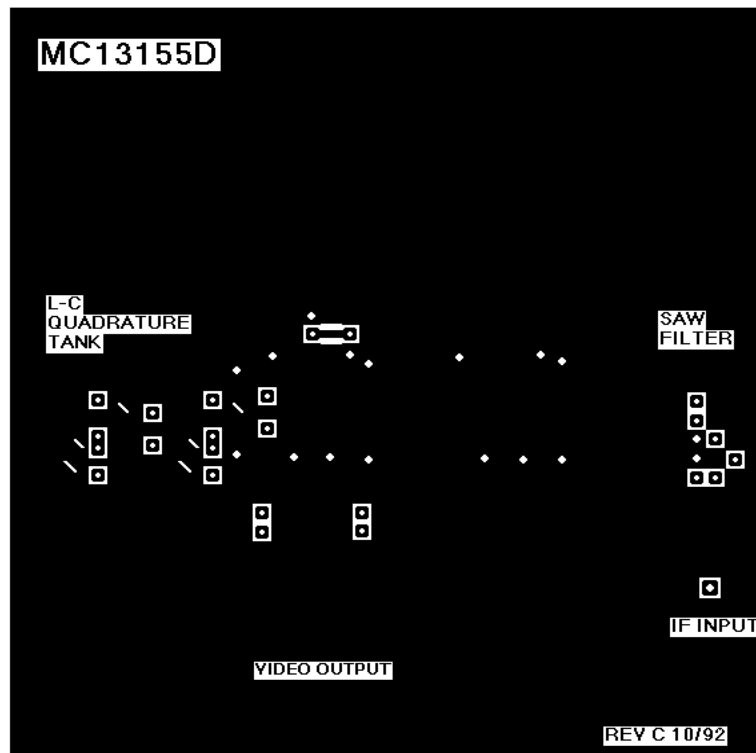 MC13155D
L-C
QUADRATURE
TANK
SAW
FILTER
IF INPUT
VIDEO OUTPUT
REV C 10/92